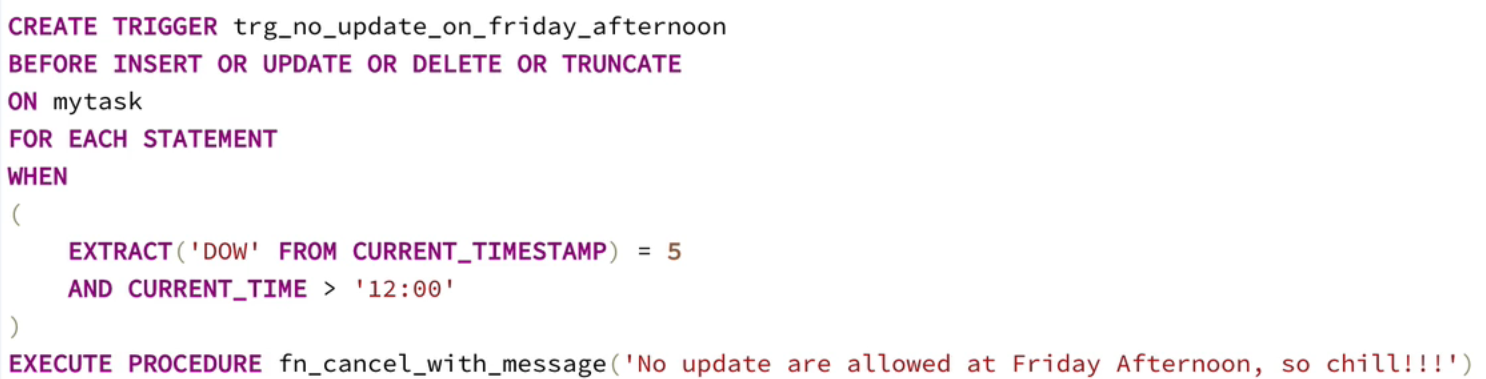 CREATE TRIGGER trg_no_update_on_friday_afternoon
BEFORE INSERT OR UPDATE OR DELETE OR TRUNCATE
ON mytask
FOR EACH STATEMENT
WHEN
(
    EXTRACT('DOW' FROM CURRENT_TIMESTAMP) = 5
    AND CURRENT_TIME > '12:00'
)
EXECUTE PROCEDURE fn_cancel_with_message('No update are allowed at Friday Afternoon, so chill!!!')